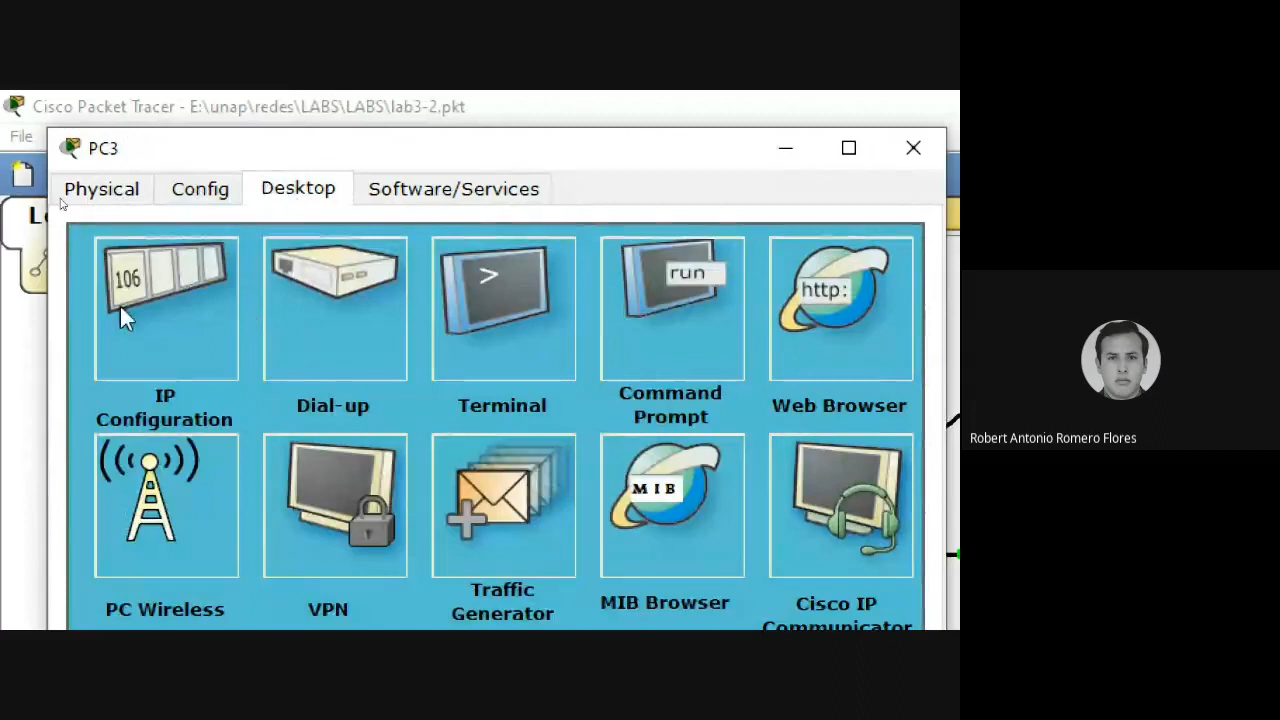 Cisco Packet Tracer - E:\unap\redes\LABS\LABS\lab3-2.pkt
File
PC3
Physical
Config
Desktop
Software/Services
106
>
run
http:
IP
Configuration
Dial-up
Terminal
Command
Prompt
Web Browser
MIB
PC Wireless
VPN
Traffic
Generator
MIB Browser
Cisco IP
Communicator
Robert Antonio Romero Flores